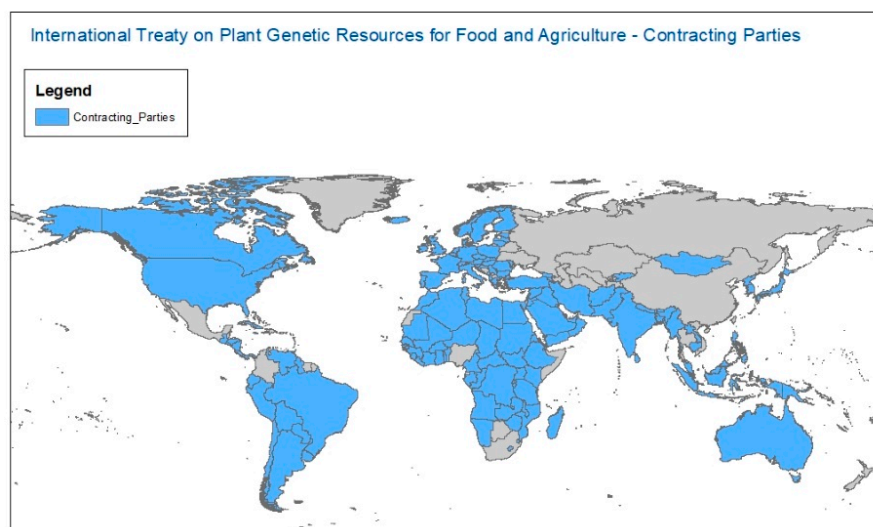 International Treaty on Plant Genetic Resources for Food and Agriculture - Contracting Parties
Legend
Contracting_Parties